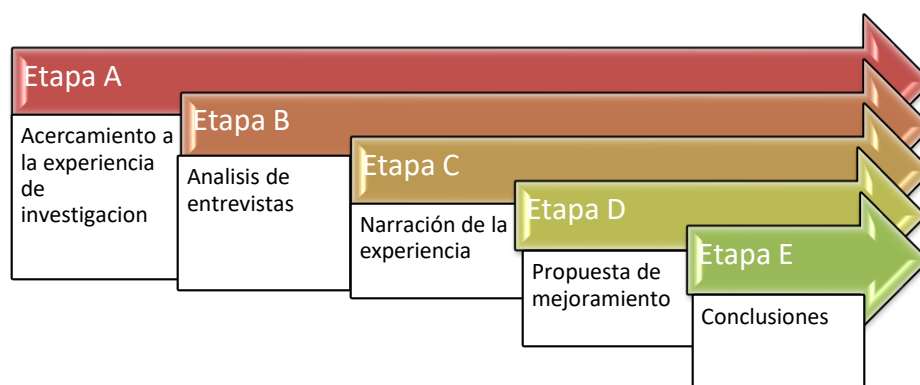 Etapa A
Acercamiento a
la experiencia
de
investigacion
Etapa B
Analisis de
entrevistas
Etapa C
Narración de la
experiencia
Etapa D
Propuesta de
mejoramiento
Etapa E
Conclusiones